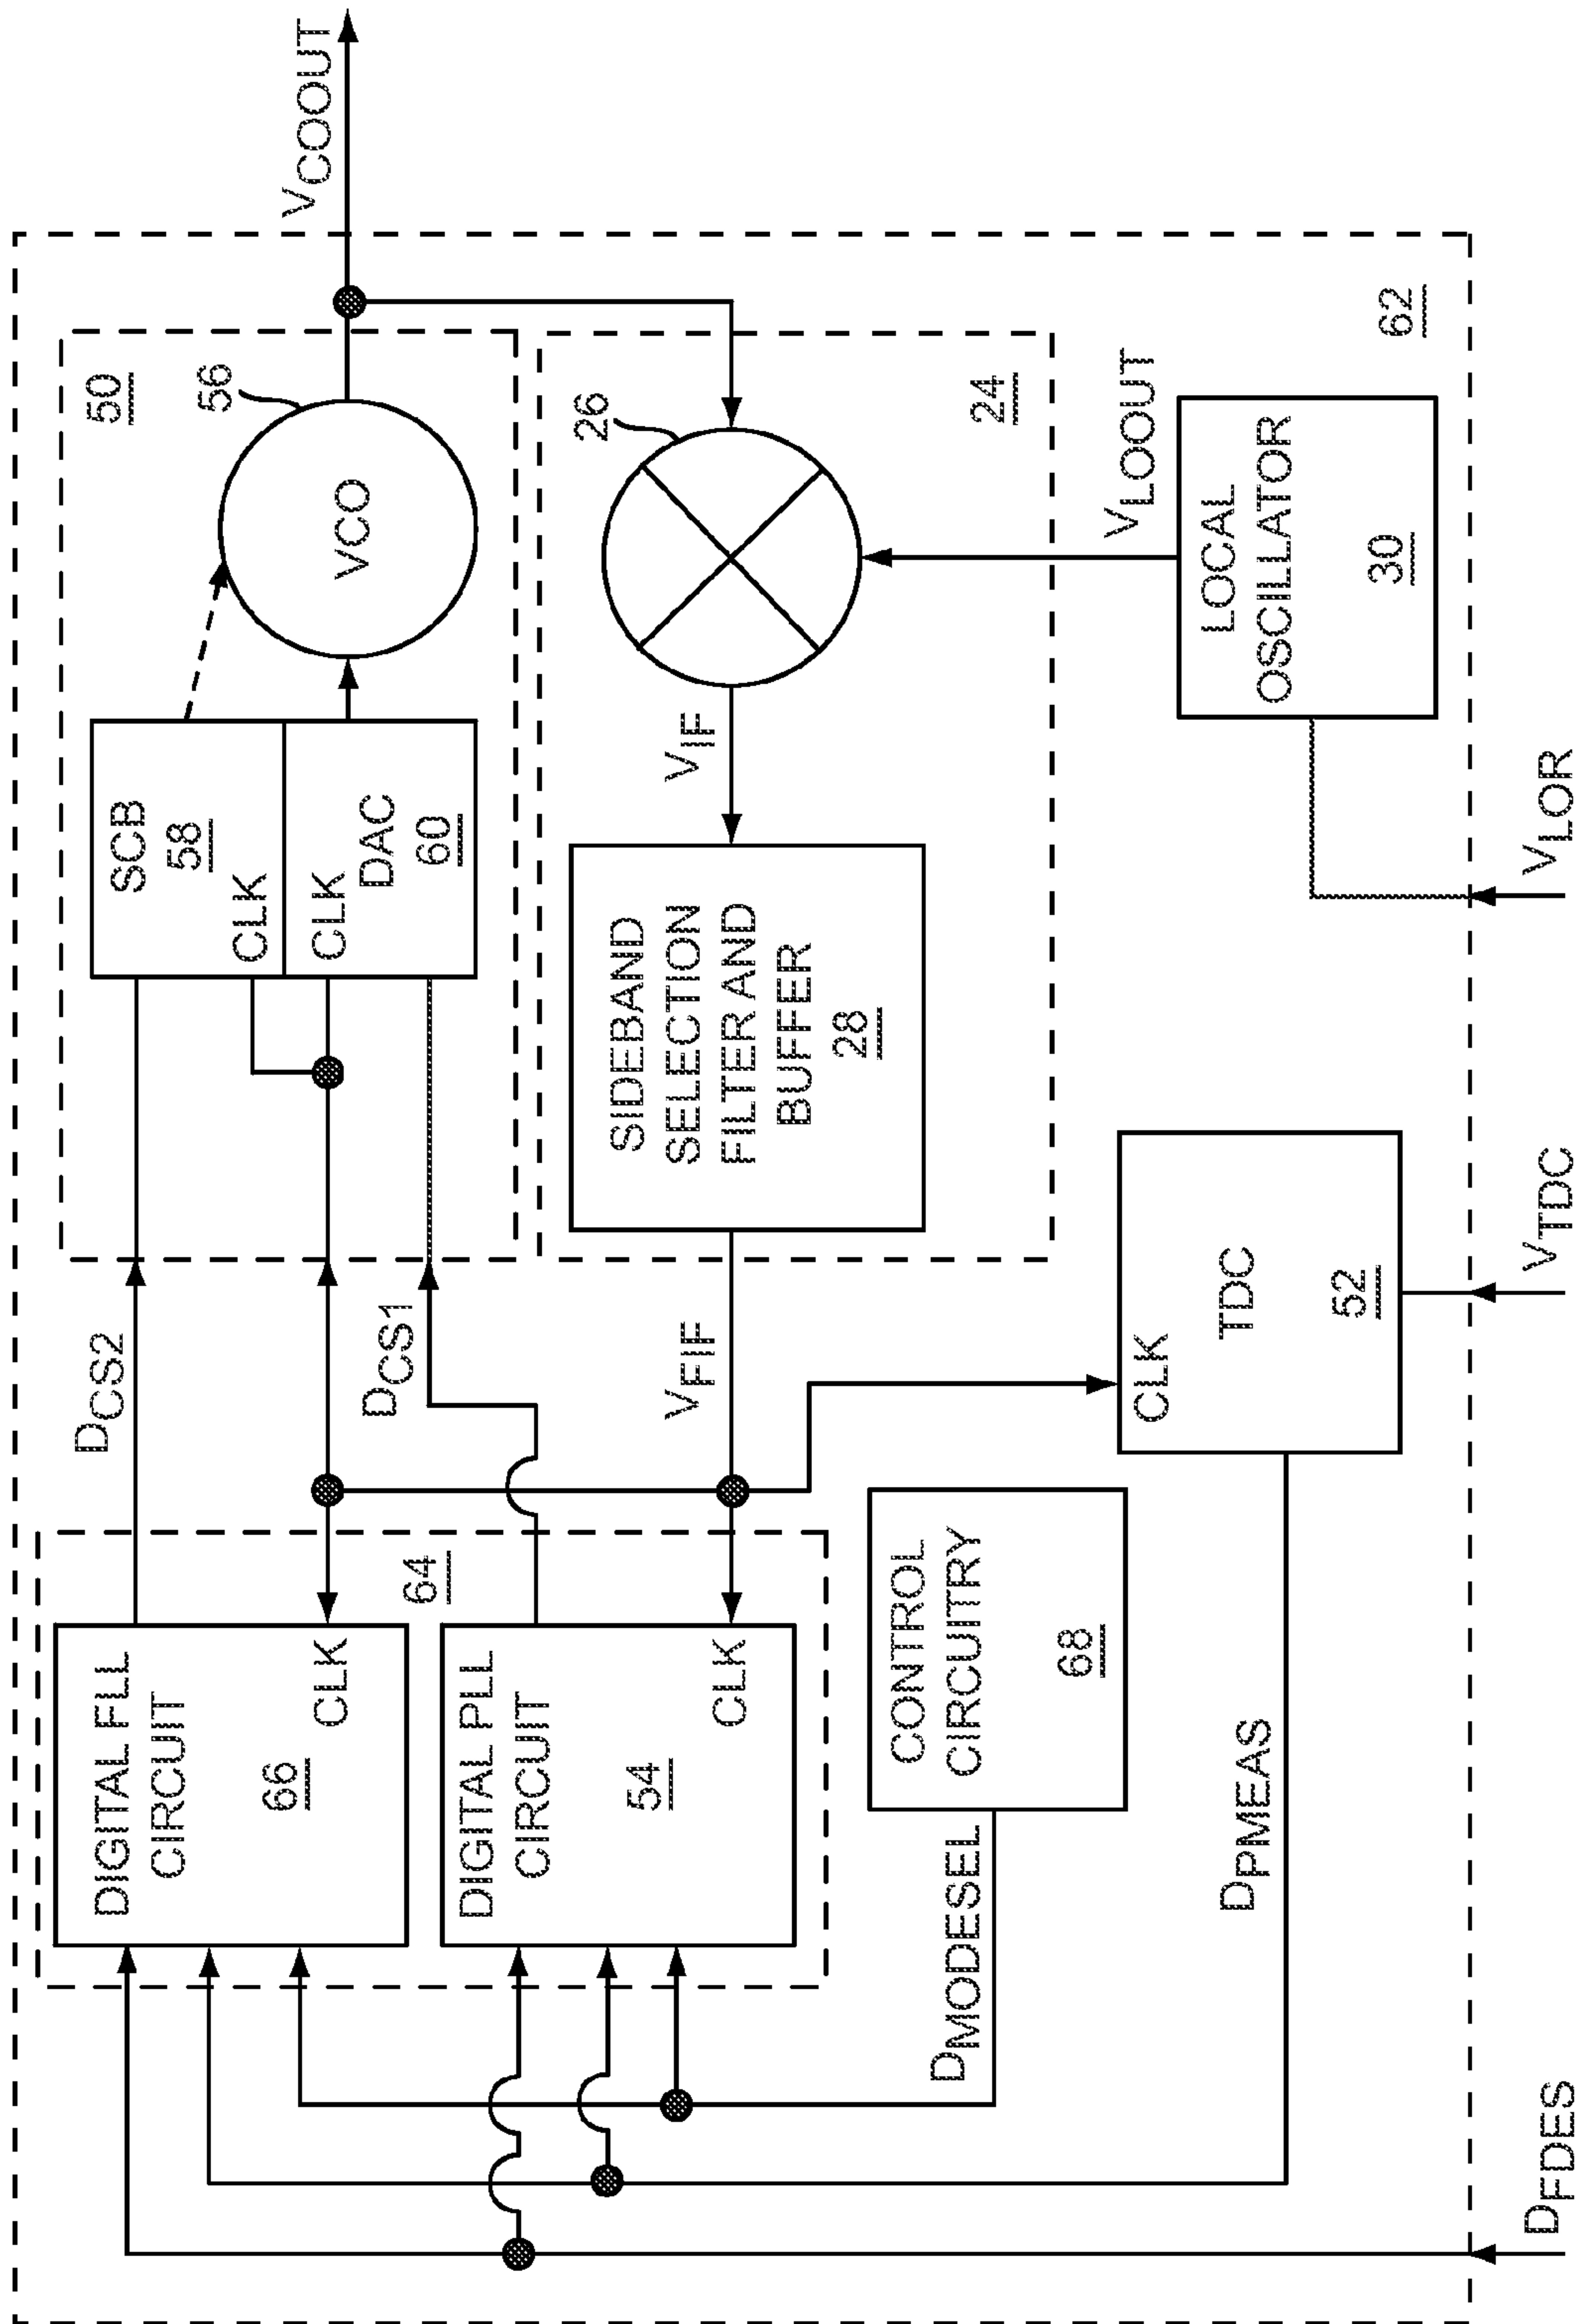 DIGITAL FLL
CIRCUIT
66
CLK
DIGITAL PLL
CIRCUIT
54
CLK
64
DCS2
DCS1
SCB
58
CLK
CLK
DAC
60
50
56
VCO
VCOOUT
CONTROL
CIRCUITRY
68
DMODESEL
VFIF
SIDEBAND
SELECTION
FILTER AND
BUFFER
28
VIF
26
24
DPMEAS
CLK
TDC
52
VLOOUT
LOCAL
OSCILLATOR
30
62
DFDES
VTDC
VLOR